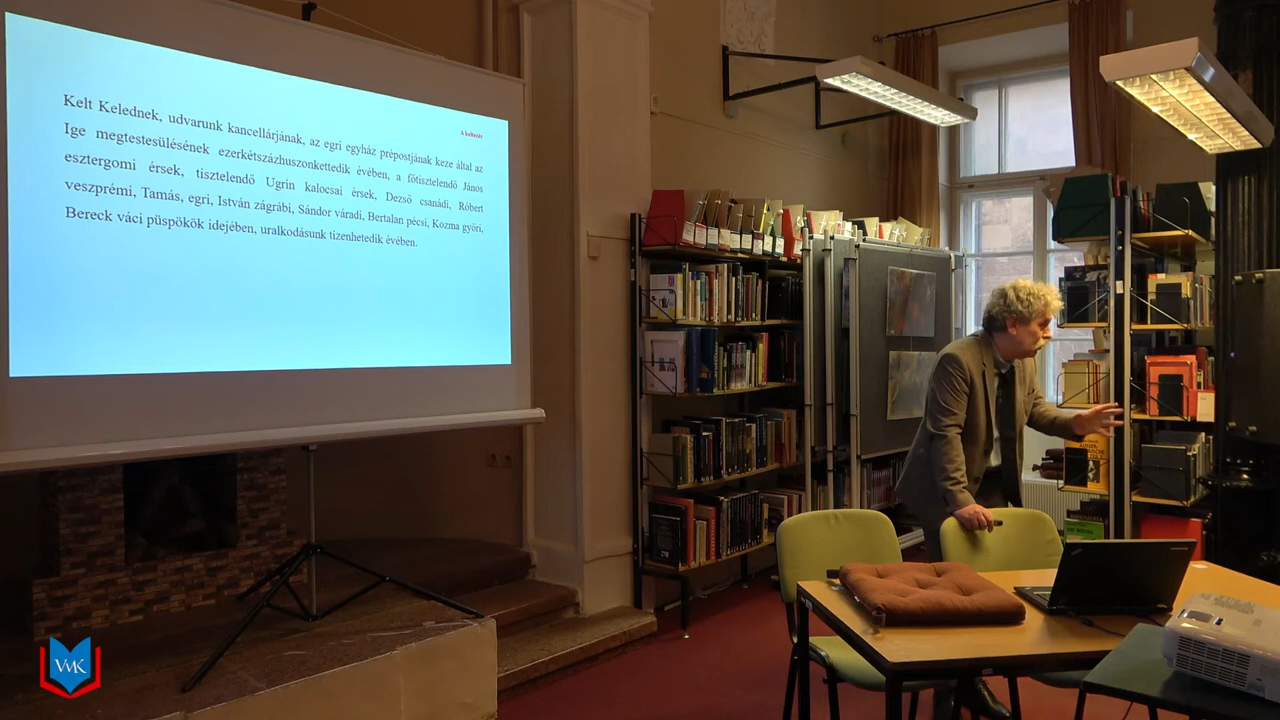 A keltezés
Kelt Kelednek, udvarunk kancellárjának, az egri egyház prépostjának keze által az
Ige megtestesülésének ezerkétszázhuszonkettedik évében, a főtisztelendő János
esztergomi érsek, tisztelendő Ugrin kalocsai érsek, Dezső csanádi, Róbert
veszprémi, Tamás, egri, István zágrábi, Sándor váradi, Bertalan pécsi, Kozma győri,
Bereck váci püspökök idejében, uralkodásunk tizenhetedik évében.
VMK